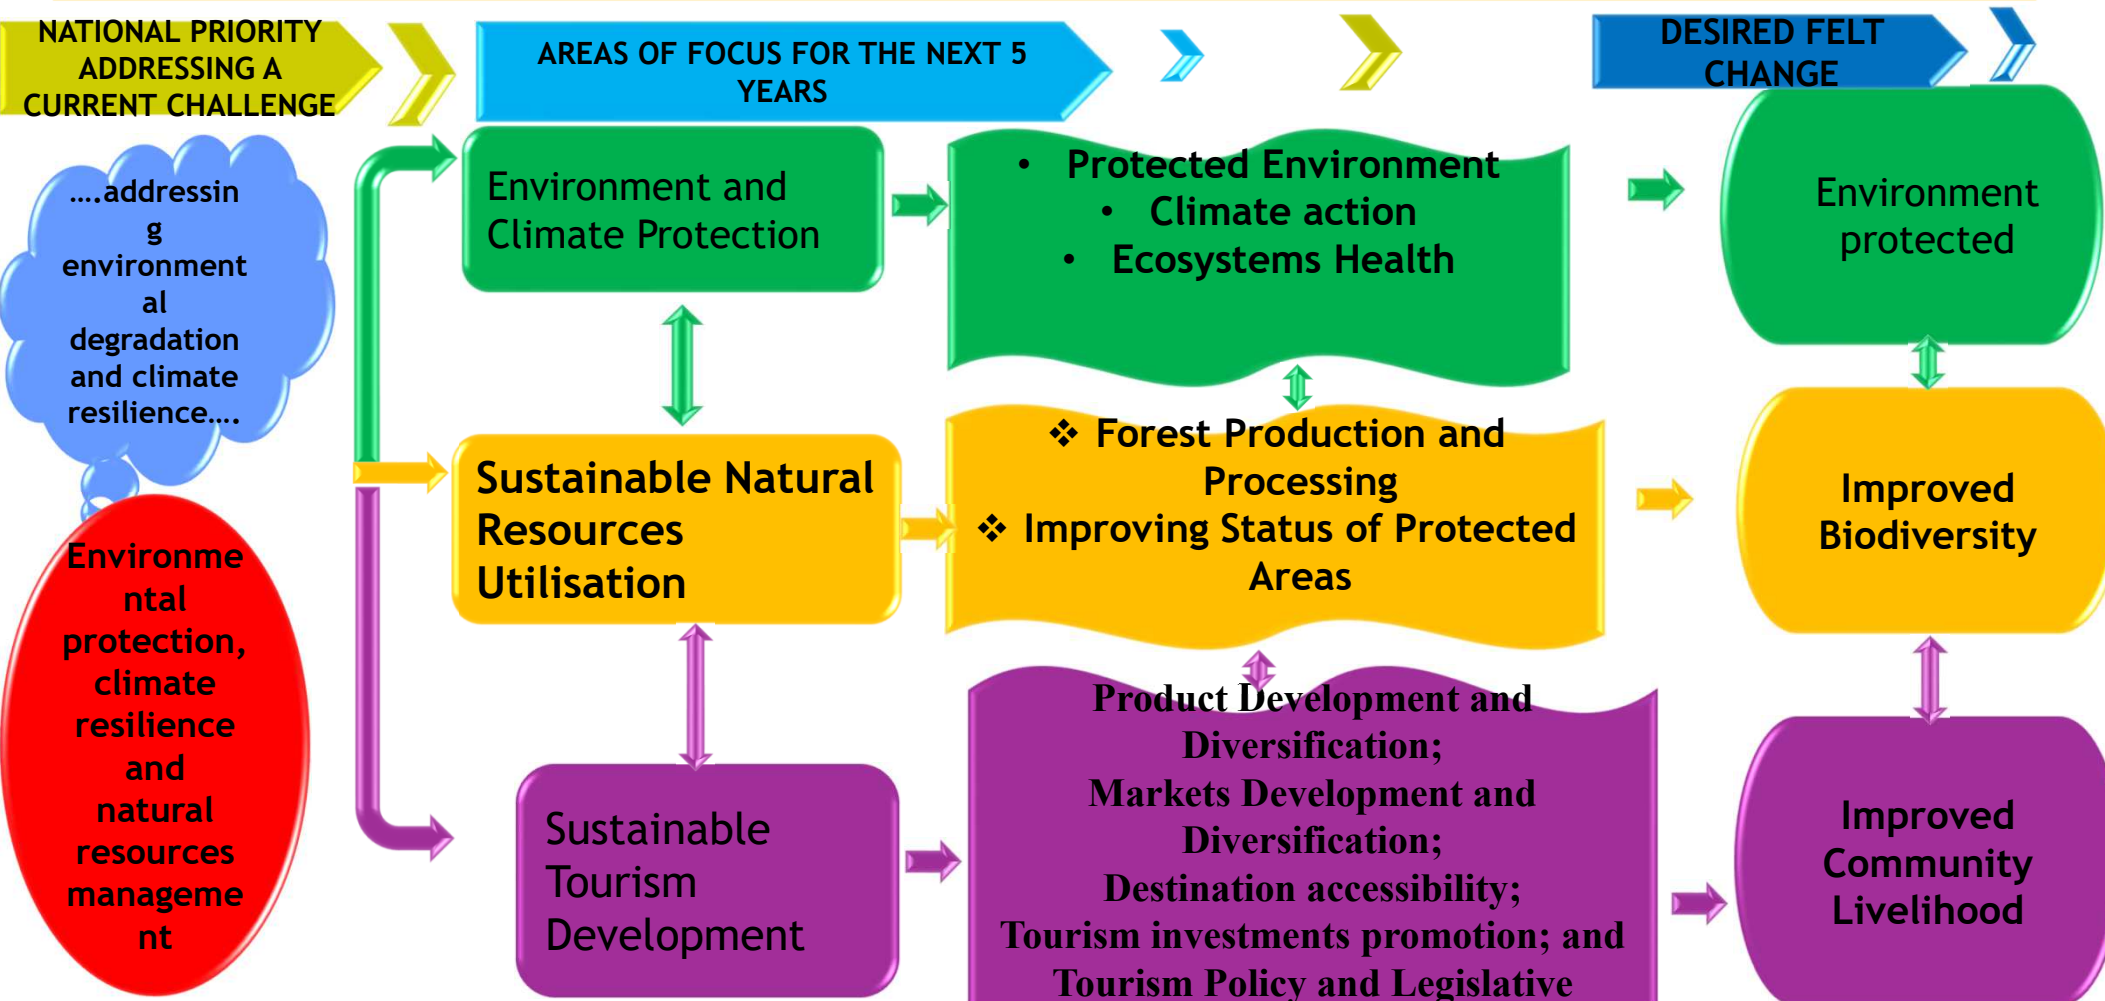 NATIONAL PRIORITY
ADDRESSING A
CURRENT CHALLENGE
AREAS OF FOCUS FOR THE NEXT 5
YEARS
DESIRED FELT
CHANGE
….addressin
g
environment
al
degradation
and climate
resilience….
Environme
ntal
protection,
climate
resilience
and
natural
resources
manageme
nt
Environment and
Climate Protection
• Protected Environment
• Climate action
• Ecosystems Health
Environment
protected
Sustainable Natural
Resources
Utilisation
❖ Forest Production and
Processing
❖ Improving Status of Protected
Areas
Improved
Biodiversity
Sustainable
Tourism
Development
Product Development and
Diversification;
Markets Development and
Diversification;
Destination accessibility;
Tourism investments promotion; and
Tourism Policy and Legislative
Improved
Community
Livelihood